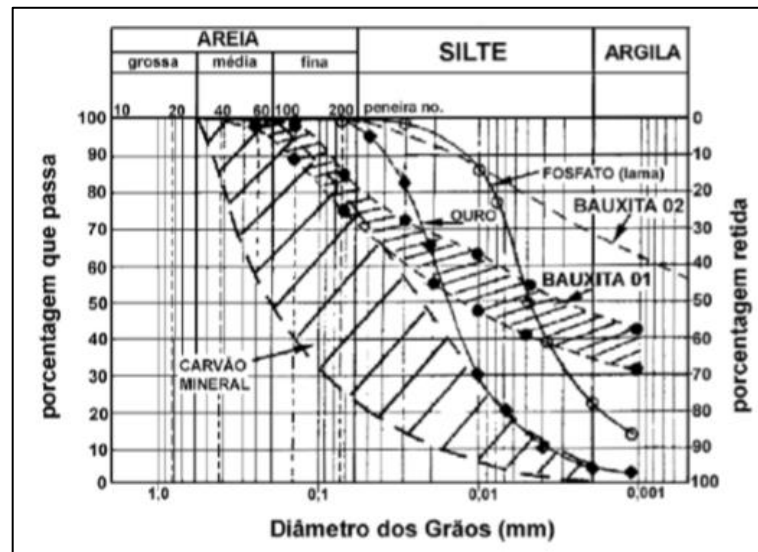 AREIA
SILTE
ARGILA
grossa média fina
10 20 40 60 100 200 peneira no.
100 0
90 10
80 20
70 30
60 40
50 50
40 60
30 70
20 80
10 90
0 100
FOSFATO (lama)
OURO
BAUXITA 02
BAUXITA 01
CARVÃO
MINERAL
porcentagem que passa
porcentagem retida
1.0 0,1 0,01 0,001
Diâmetro dos Grãos (mm)